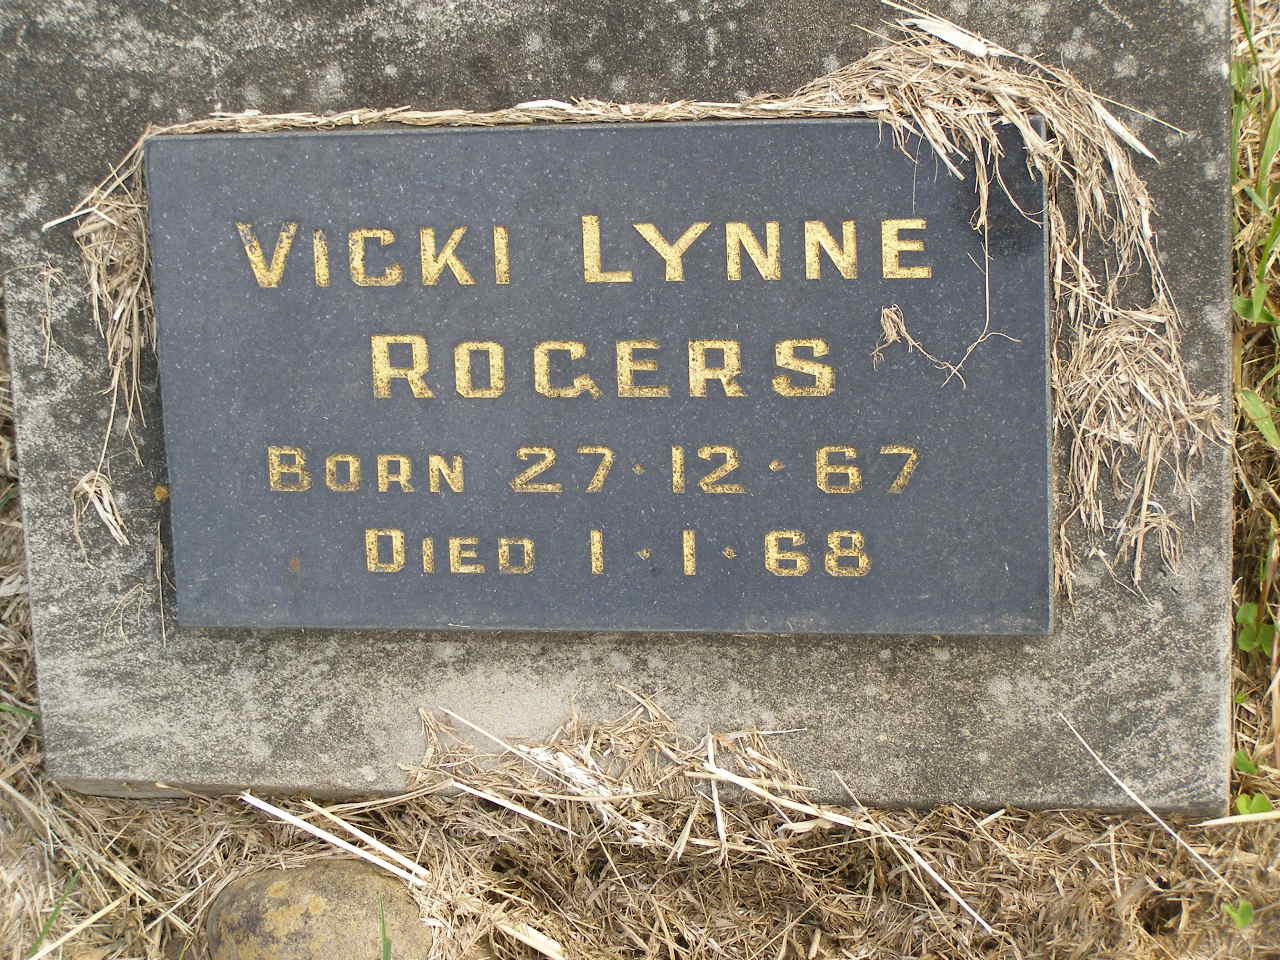 VICKI LYNNE
ROGERS
BORN 27·12·67
DIED 1·1·68